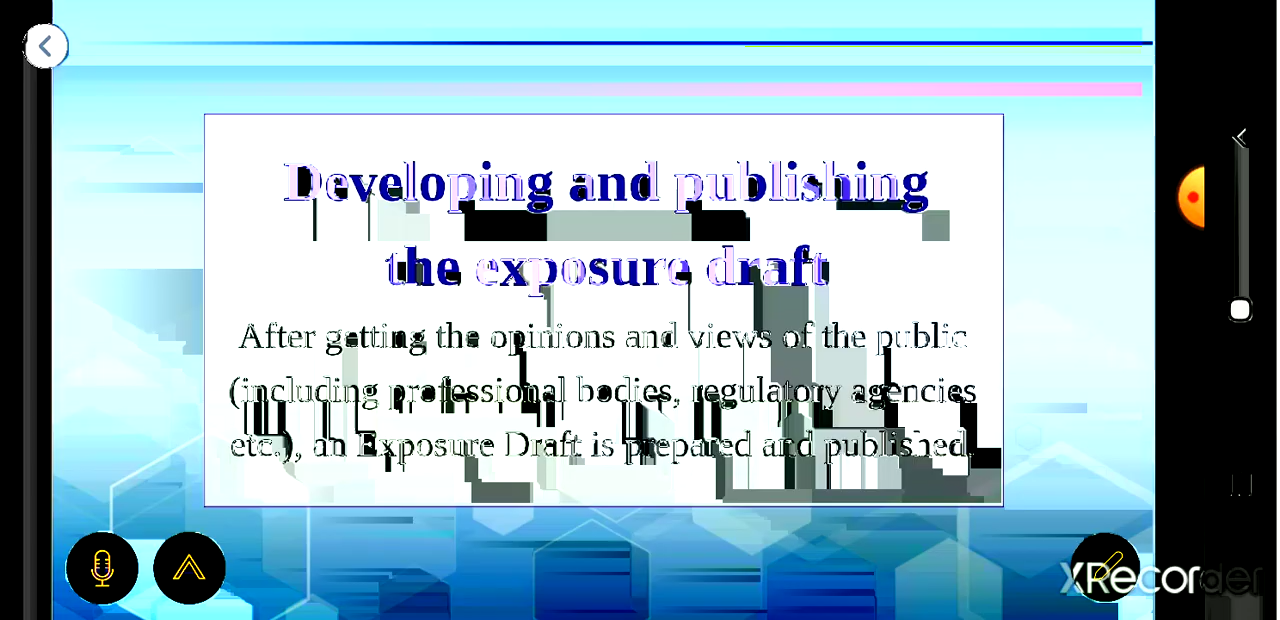 Developing and publishing
the exposure draft
After getting the opinions and views of the public
(including professional bodies, regulatory agencies
etc.), an Exposure Draft is prepared and published.
XRecorder